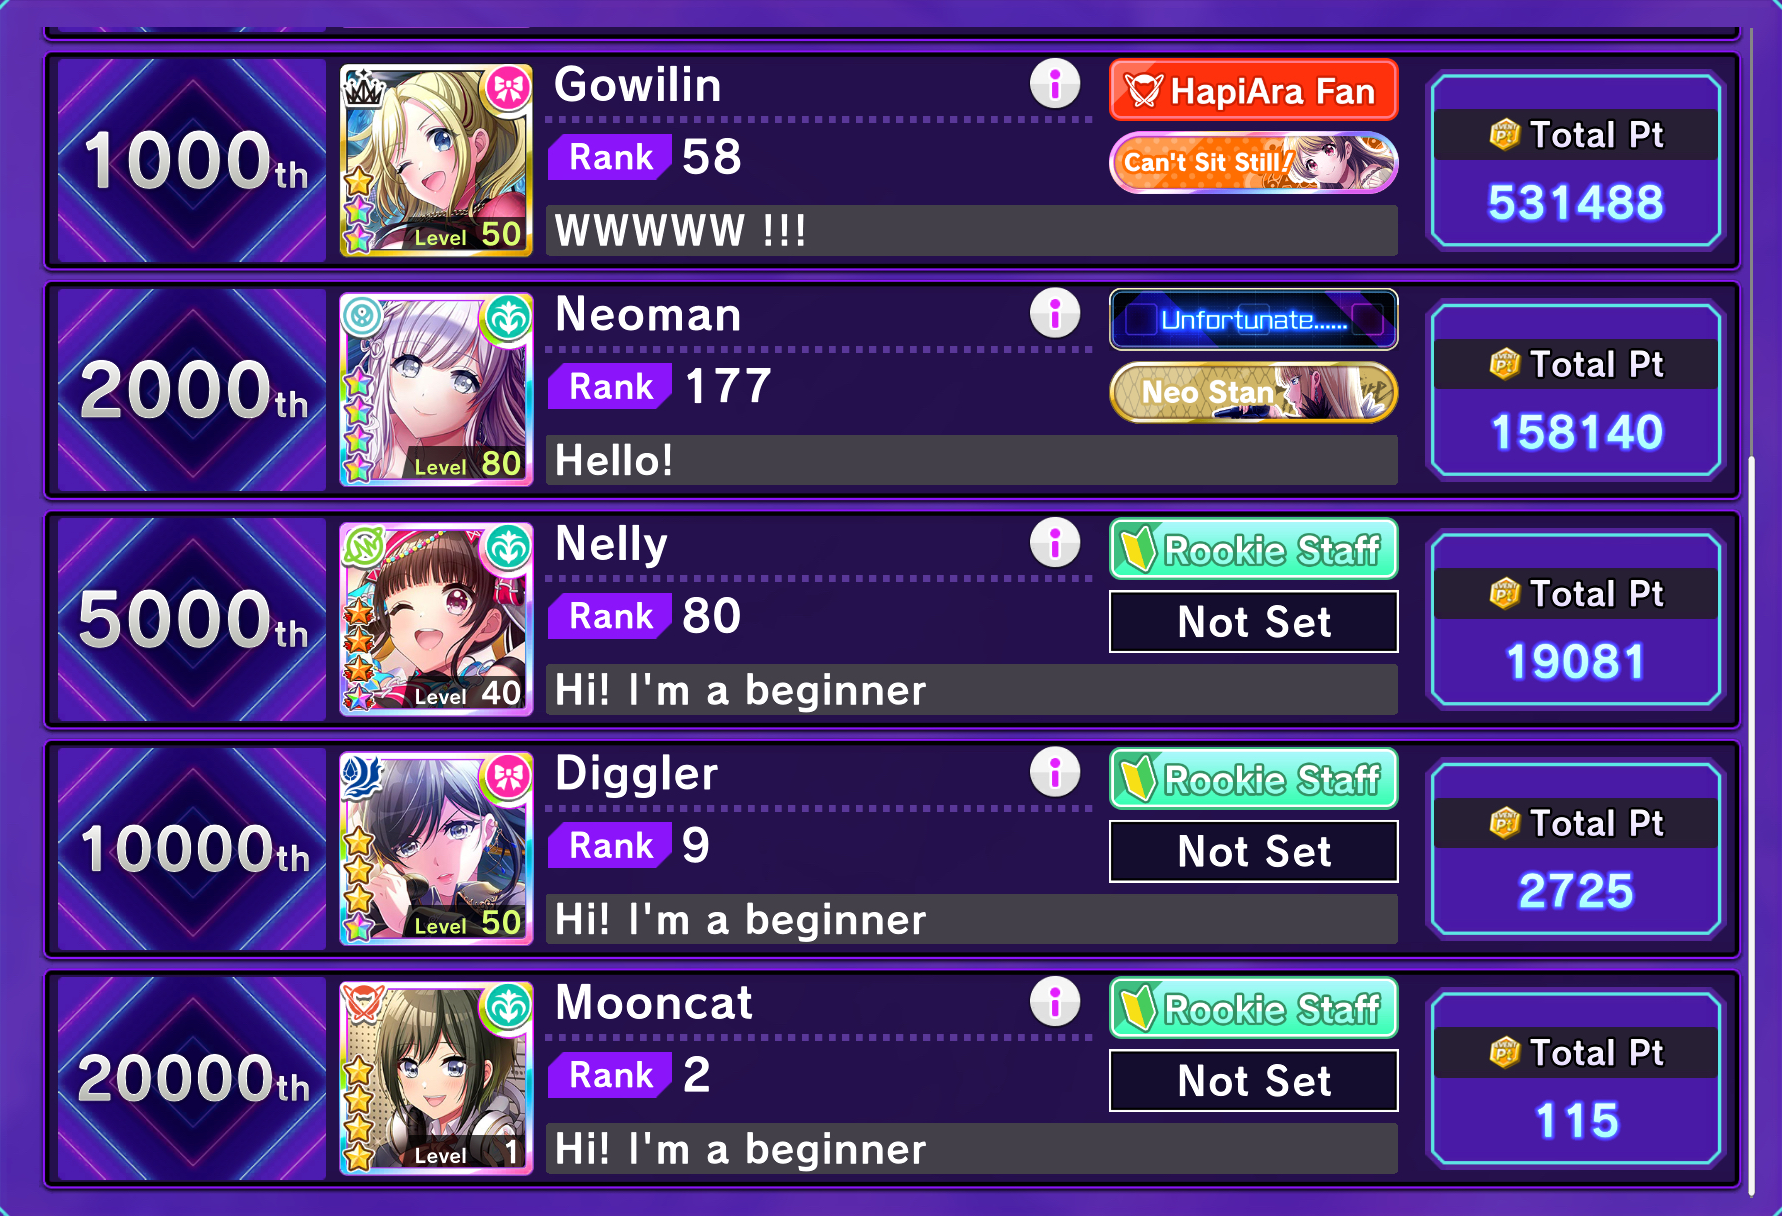 1000th
Gowilin
Rank 58
WWWWW !!!
HapiAra Fan
Can't Sit Still!
Total Pt
531488
Level 50
2000th
Neoman
Rank 177
Hello!
Unfortunate......
Neo Stan
Total Pt
158140
Level 80
5000th
Nelly
Rank 80
Hi! I'm a beginner
Rookie Staff
Not Set
Total Pt
19081
Level 40
10000th
Diggler
Rank 9
Hi! I'm a beginner
Rookie Staff
Not Set
Total Pt
2725
Level 50
20000th
Mooncat
Rank 2
Hi! I'm a beginner
Rookie Staff
Not Set
Total Pt
115
Level 1